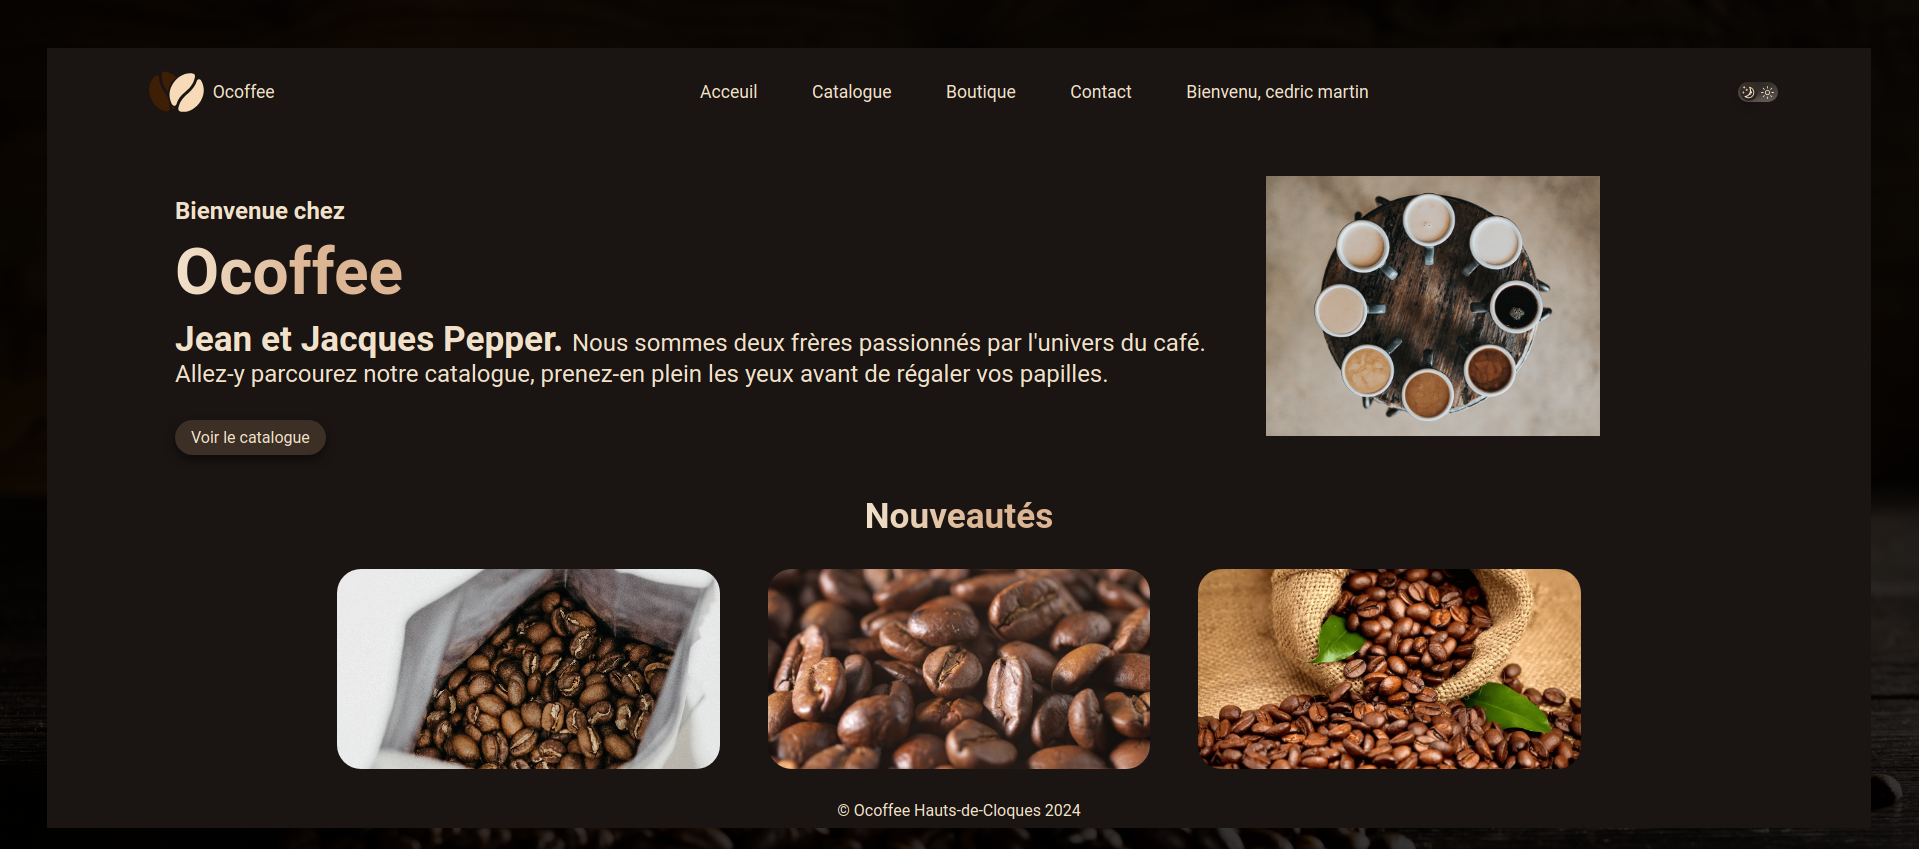 Ocoffee
Acceuil
Catalogue
Boutique
Contact
Bienvenu, cedric martin
Bienvenue chez
Ocoffee
Jean et Jacques Pepper. Nous sommes deux frères passionnés par l'univers du café.
Allez-y parcourez notre catalogue, prenez-en plein les yeux avant de régaler vos papilles.
Voir le catalogue
Nouveautés
© Ocoffee Hauts-de-Cloques 2024